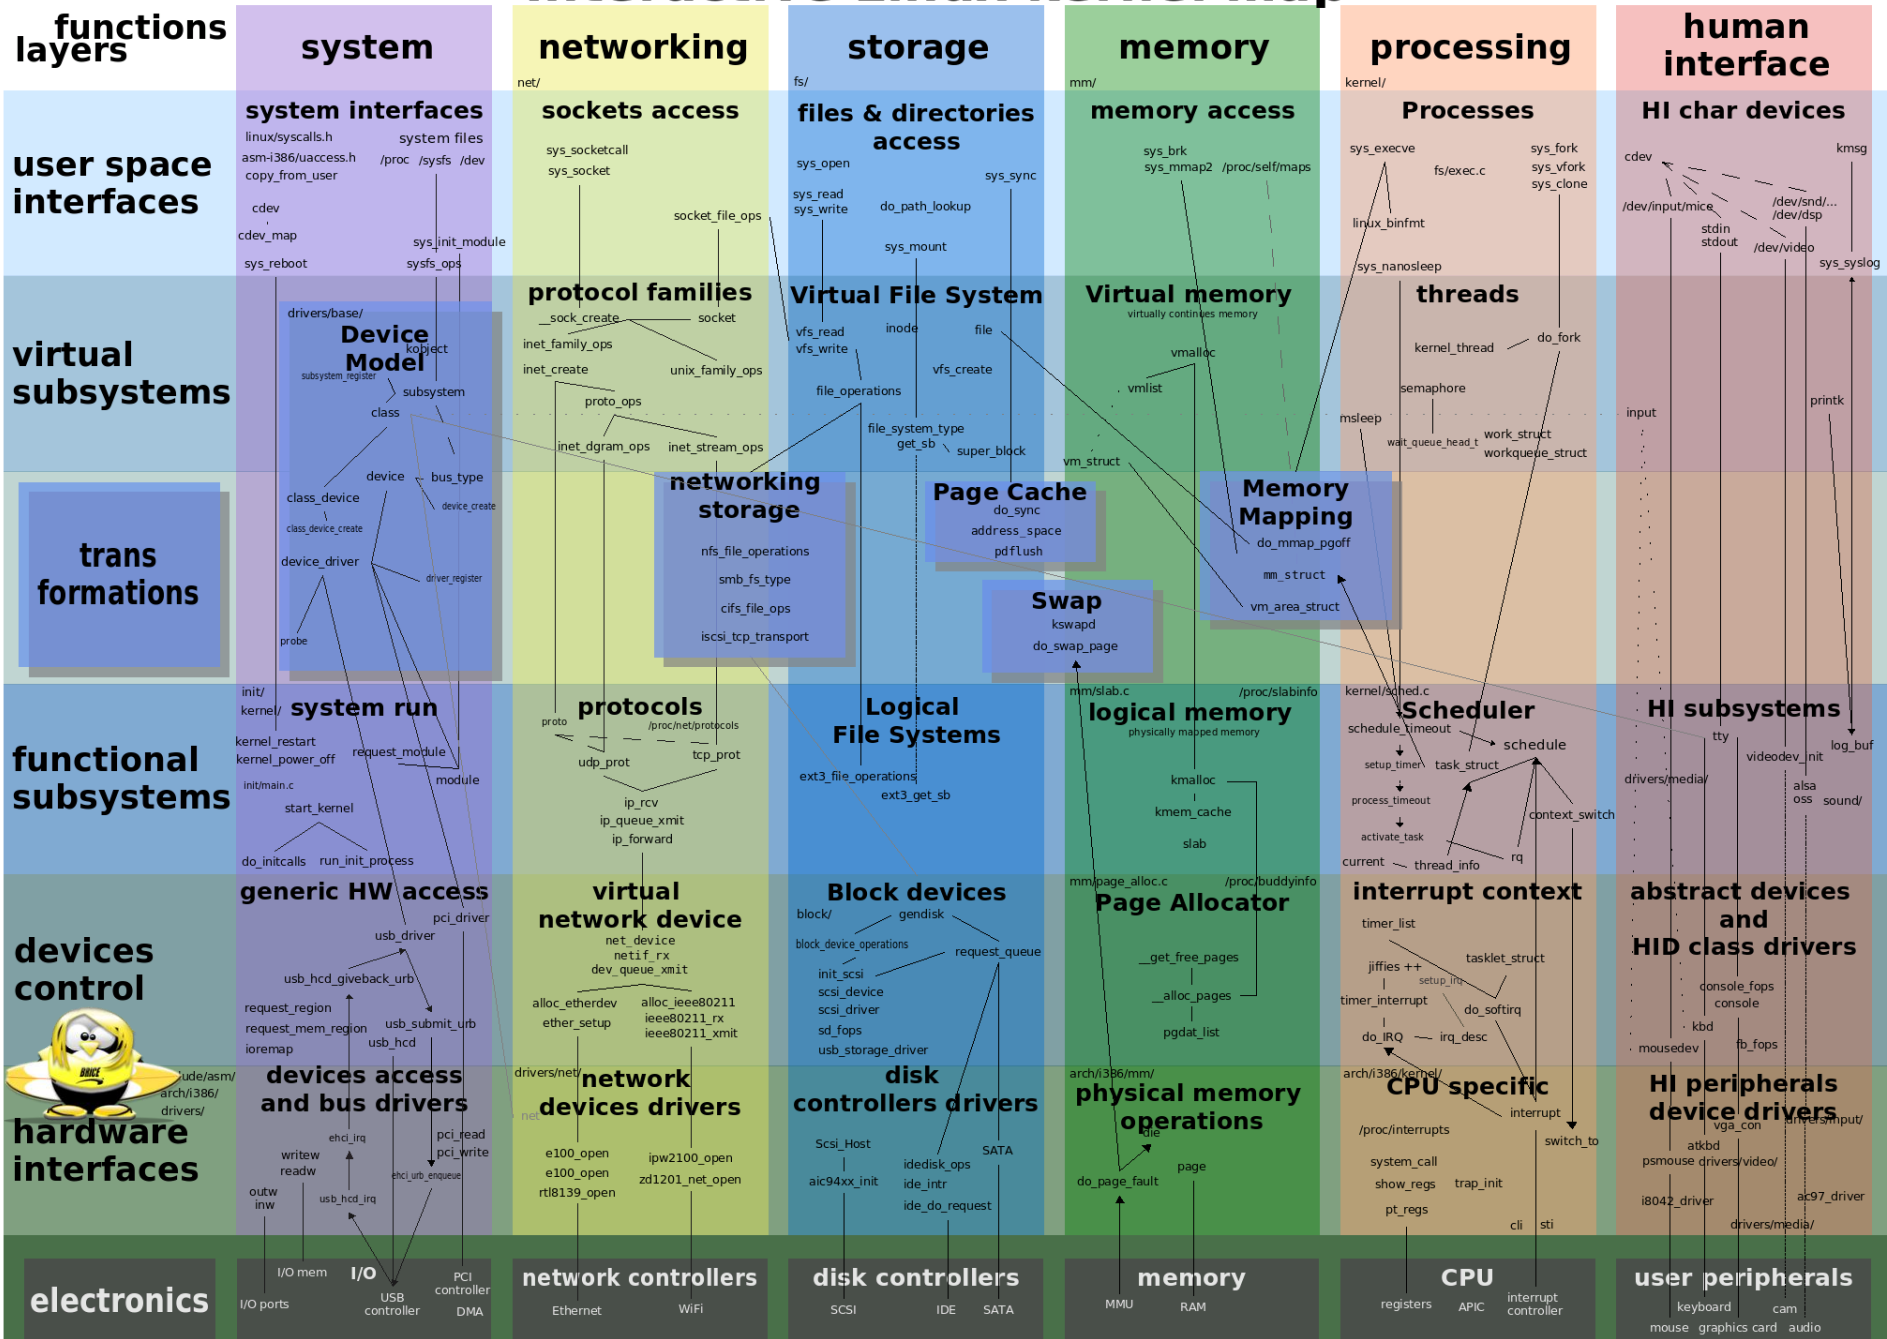 Interactive Linux Kernel Map
functions
layers
system
networking
net/
storage
fs/
memory
mm/
processing
kernel/
human
interface
user space
interfaces
system interfaces
linux/syscalls.h
system files
asm-i386/uaccess.h
/proc /sysfs /dev
copy_from_user
cdev
cdev_map
sys_init_module
sys_reboot
sysfs_ops
sockets access
sys_socketcall
sys_socket
socket_file_ops
files & directories
access
sys_open
sys_sync
sys_read
sys_write
do_path_lookup
sys_mount
memory access
sys_brk
sys_mmap2 /proc/self/maps
Processes
sys_execve
sys_fork
fs/exec.c
sys_vfork
sys_clone
linux_binfmt
sys_nanosleep
HI char devices
cdev
kmsg
/dev/input/mice
/dev/snd/...
/dev/dsp
stdin
stdout
/dev/video
sys_syslog
virtual
subsystems
drivers/base/
Device
Model
kobject
subsystem_register
subsystem
class
device
bus_type
class_device
device_create
class_device_create
device_driver
driver_register
probe
protocol families
__sock_create
socket
inet_family_ops
inet_create
unix_family_ops
proto_ops
inet_dgram_ops
inet_stream_ops
Virtual File System
vfs_read
vfs_write
inode
file
vfs_create
file_operations
file_system_type
get_sb
super_block
Virtual memory
virtually continues memory
vmalloc
vmlist
vm_struct
threads
do_fork
kernel_thread
semaphore
msleep
wait_queue_head_t
work_struct
workqueue_struct
input
printk
trans
formations
networking
storage
nfs_file_operations
smb_fs_type
cifs_file_ops
iscsi_tcp_transport
Page Cache
do_sync
address_space
pdflush
Swap
kswapd
do_swap_page
Memory
Mapping
do_mmap_pgoff
mm_struct
vm_area_struct
functional
subsystems
init/
kernel/
system run
kernel_restart
kernel_power_off
request_module
module
init/main.c
start_kernel
do_initcalls
run_init_process
protocols
proto
/proc/net/protocols
udp_prot
tcp_prot
ip_rcv
ip_queue_xmit
ip_forward
Logical
File Systems
ext3_file_operations
ext3_get_sb
mm/slab.c
/proc/slabinfo
logical memory
physically mapped memory
kmalloc
kmem_cache
slab
kernel/sched.c
Scheduler
schedule_timeout
schedule
setup_timer
task_struct
process_timeout
context_switch
activate_task
current
thread_info
rq
HI subsystems
tty
log_buf
videodev_init
drivers/media/
alsa
oss
sound/
devices
control
generic HW access
pci_driver
usb_driver
usb_hcd_giveback_urb
request_region
request_mem_region
usb_submit_urb
ioremap
usb_hcd
virtual
network device
net_device
netif_rx
dev_queue_xmit
alloc_etherdev
ether_setup
alloc_ieee80211
ieee80211_rx
ieee80211_xmit
Block devices
block/
gendisk
block_device_operations
request_queue
init_scsi
scsi_device
scsi_driver
sd_fops
usb_storage_driver
mm/page_alloc.c
/proc/buddyinfo
Page Allocator
__get_free_pages
__alloc_pages
pgdat_list
interrupt context
timer_list
tasklet_struct
jiffies ++
setup_irq
timer_interrupt
do_softirq
do_IRQ
irq_desc
abstract devices
and
HID class drivers
console_fops
console
kbd
mousedev
fb_fops
BRICE
hardware
interfaces
ude/asm/
arch/i386/
drivers/
devices access
and bus drivers
ehci_irq
pci_read
pci_write
writew
readw
ehci_urb_enqueue
outw
inw
usb_hcd_irq
drivers/net/
network
devices drivers
net
e100_open
e100_open
rtl8139_open
ipw2100_open
zd1201_net_open
disk
controllers drivers
Scsi_Host
aic94xx_init
idedisk_ops
ide_intr
ide_do_request
SATA
arch/i386/mm/
physical memory
operations
die
do_page_fault
page
arch/i386/kernel/
CPU specific
interrupt
/proc/interrupts
switch_to
system_call
show_regs
trap_init
pt_regs
cli sti
HI peripherals
device drivers
drivers/input/
vga_con
atkbd
psmouse drivers/video/
i8042_driver
ac97_driver
drivers/media/
electronics
I/O mem
I/O
PCI
controller
I/O ports
USB
controller
DMA
network controllers
Ethernet
WiFi
disk controllers
SCSI
IDE
SATA
memory
MMU
RAM
CPU
registers
APIC
interrupt
controller
user peripherals
keyboard
cam
mouse graphics card audio